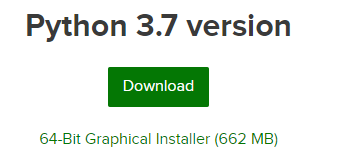 Python 3.7 version
Download
64-Bit Graphical Installer (662 MB)